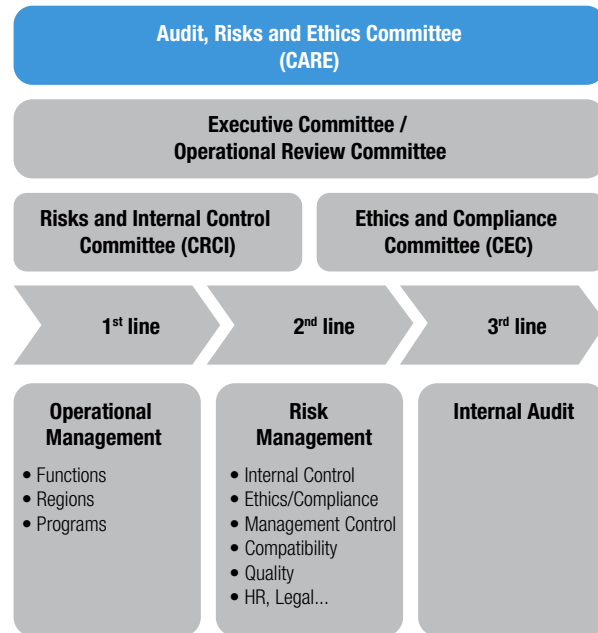 Audit, Risks and Ethics Committee
(CARE)
Executive Committee /
Operational Review Committee
Risks and Internal Control
Committee (CRCI)
Ethics and Compliance
Committee (CEC)
1st line
2nd line
3rd line
Operational
Management
• Functions
• Regions
• Programs
Risk
Management
• Internal Control
• Ethics/Compliance
• Management Control
• Compatibility
• Quality
• HR, Legal...
Internal Audit